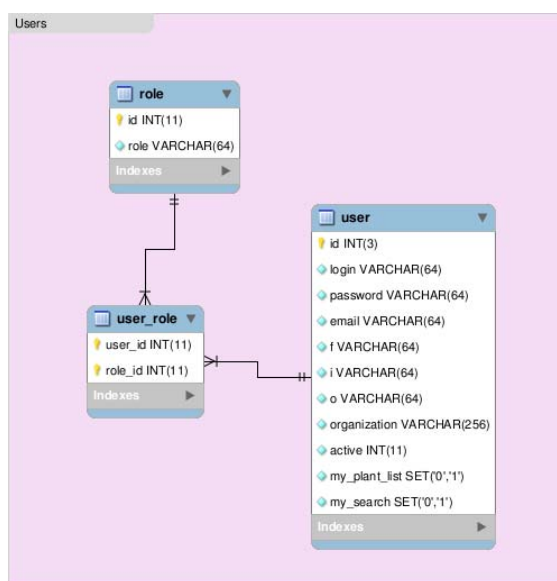 Users
role
id INT(11)
role VARCHAR(64)
Indexes
user_role
user_id INT(11)
role_id INT(11)
Indexes
user
id INT(3)
login VARCHAR(64)
password VARCHAR(64)
email VARCHAR(64)
f VARCHAR(64)
i VARCHAR(64)
o VARCHAR(64)
organization VARCHAR(256)
active INT(11)
my_plant_list SET('0','1')
my_search SET('0','1')
Indexes